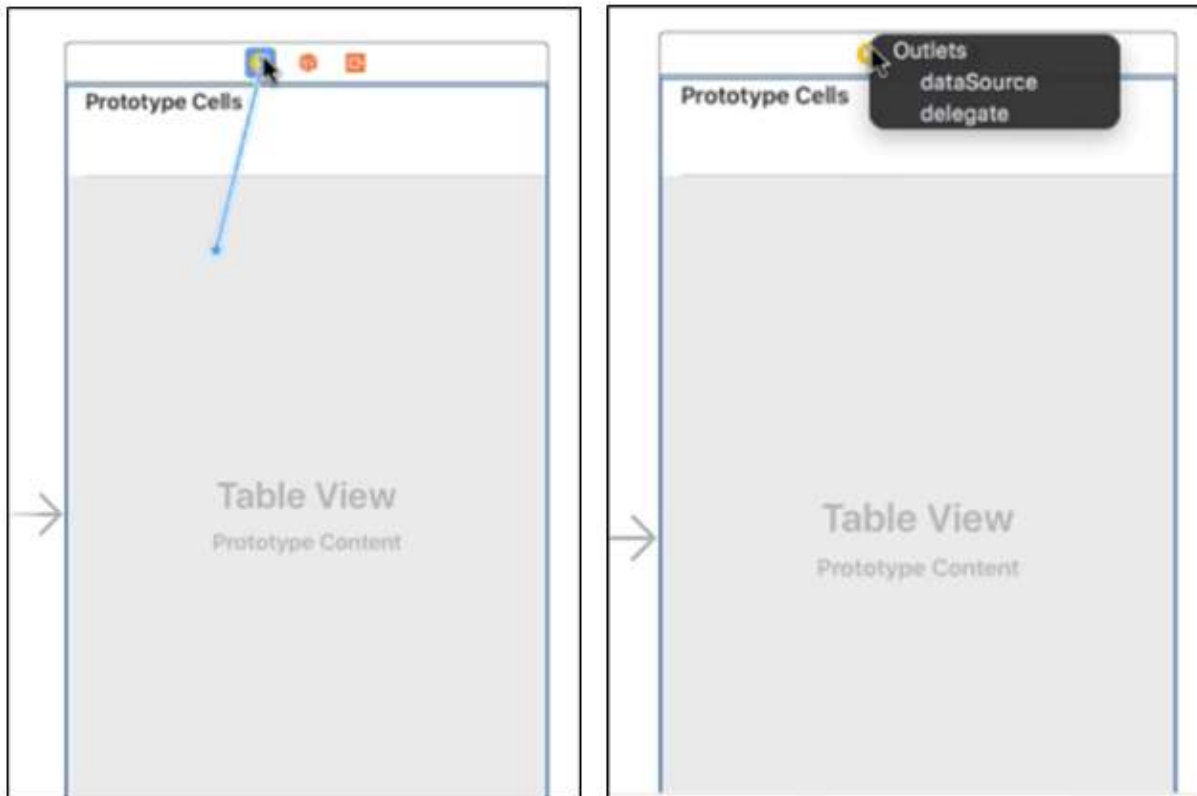 Prototype Cells
Table View
Prototype Content
Outlets
dataSource
delegate
Prototype Cells
Table View
Prototype Content